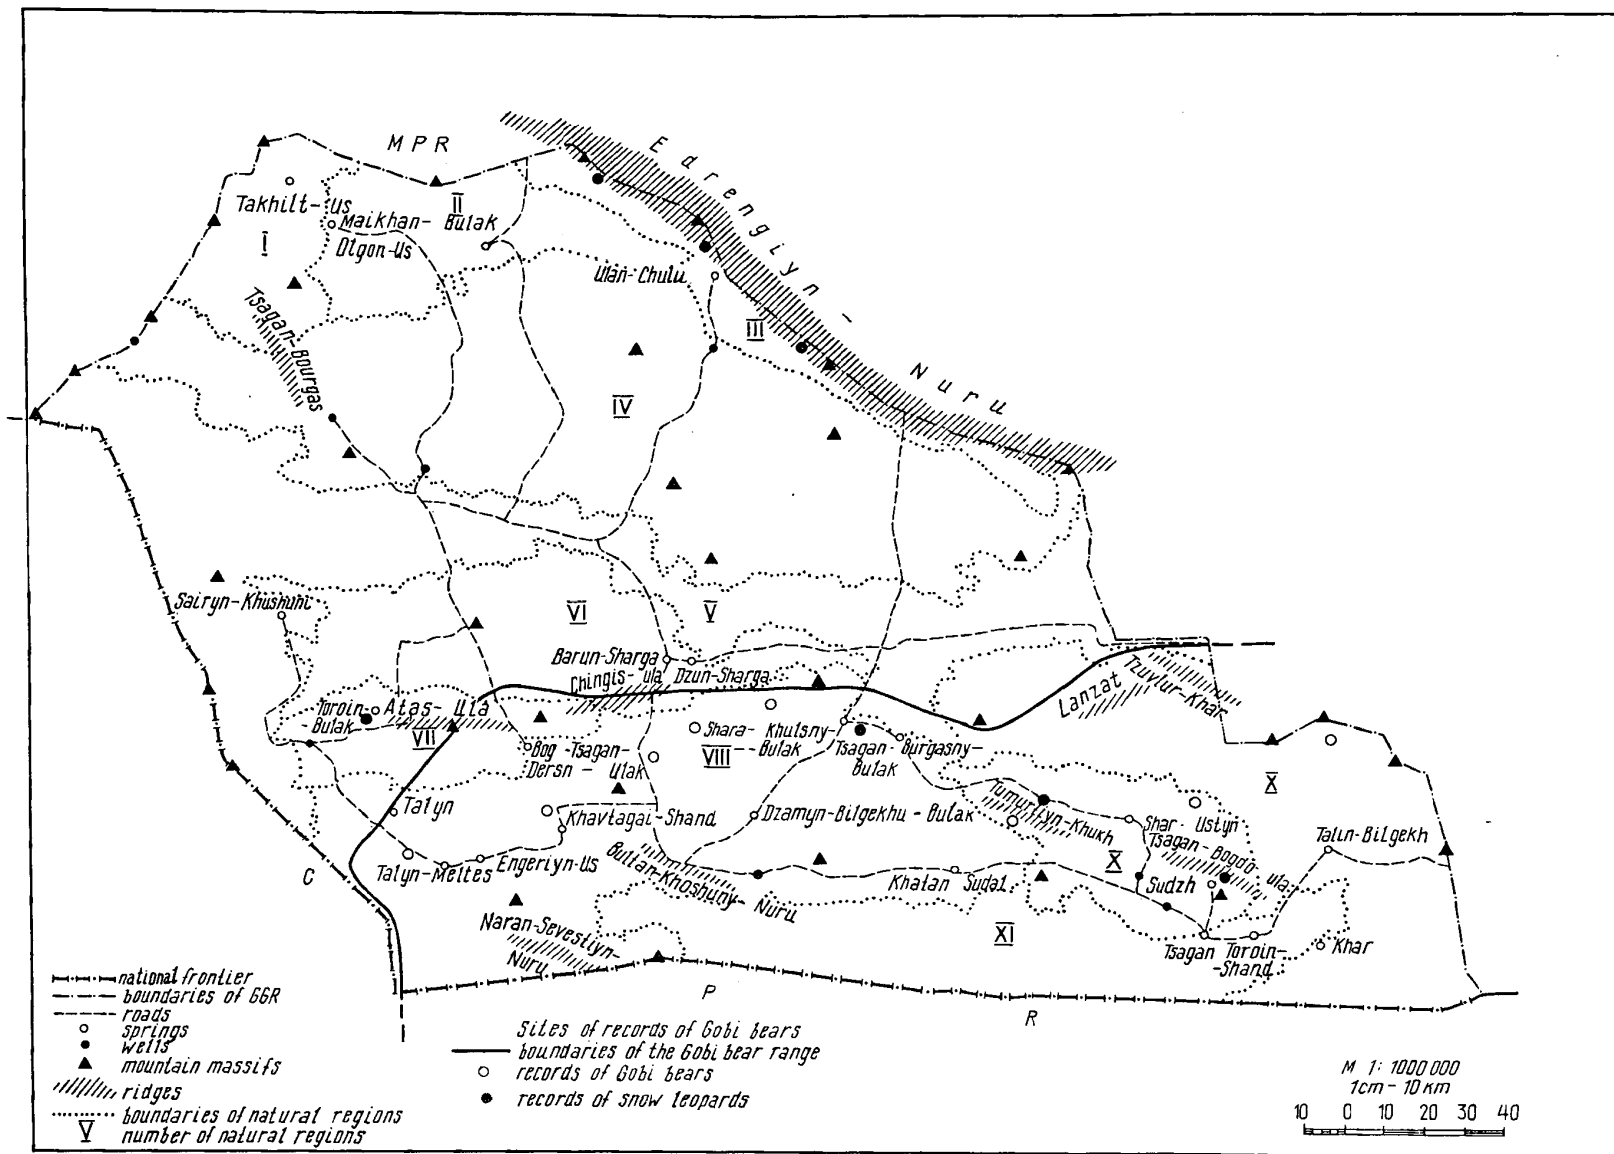 MPR
Edrengiyn-
Nuru
II
Takhilt-us
Maikhan-Bulak
I
Olgon-Us
Ulan-Chulu
Tsagan-Bourgas
III
IV
Sairyn-Khushuni
VI
V
Barun-Sharga
Chingis-ula
Dzun-Sharga
Lanzat
Tzuvlur-Khar
Toroin-
-Bulak
Atas-Ula
VII
Bog-Tsagan-
Dersn-Ulak
Shara-Khulsny-
-Bulak
VIII
Tsagan-Burgasny-
Bulak
X
Talyn
Khavtagai-Shand
Dzamyn-Bilgekhu-Bulak
Tumurtiyn-Khukh
Shar-Ustyn
Tsagan-Bogdo-ula
Talin-Bilgekh
Talyn-Meltes
Engeriyn-Us
Bultan-Khoshuny-Nuru
Khatan Sudal
X
Sudzh
C
Naran-Sevestiyn-
Nuru
XI
Tsagan
Toroin-
-Shand
Khar
P
R
national frontier
boundaries of GGR
roads
springs
wells
mountain massifs
ridges
boundaries of natural regions
V number of natural regions
Sites of records of Gobi bears
boundaries of the Gobi bear range
records of Gobi bears
records of snow leopards
M 1: 1000 000
1cm - 10 км
10 0 10 20 30 40